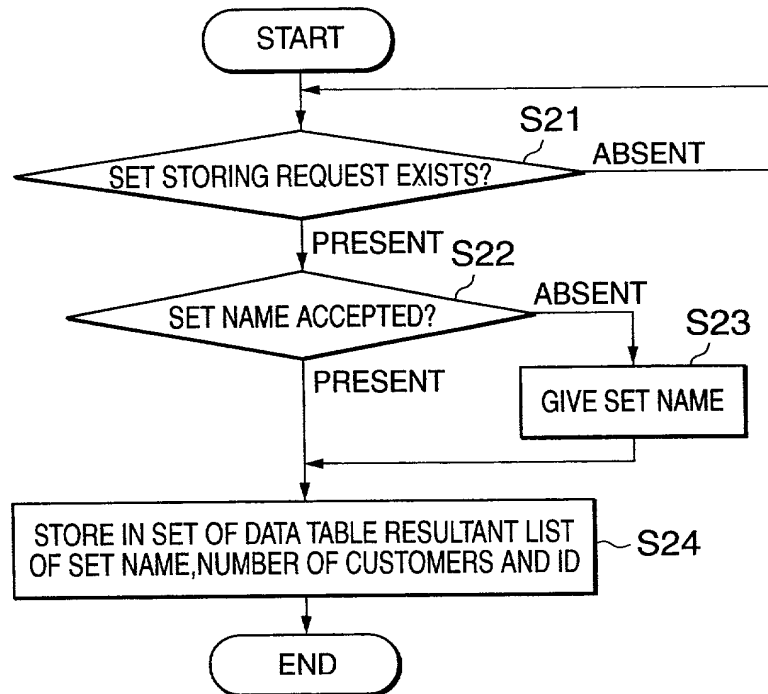 START
S21
SET STORING REQUEST EXISTS?
ABSENT
PRESENT
S22
SET NAME ACCEPTED?
ABSENT
S23
PRESENT
GIVE SET NAME
STORE IN SET OF DATA TABLE RESULTANT LIST
OF SET NAME,NUMBER OF CUSTOMERS AND ID
S24
END